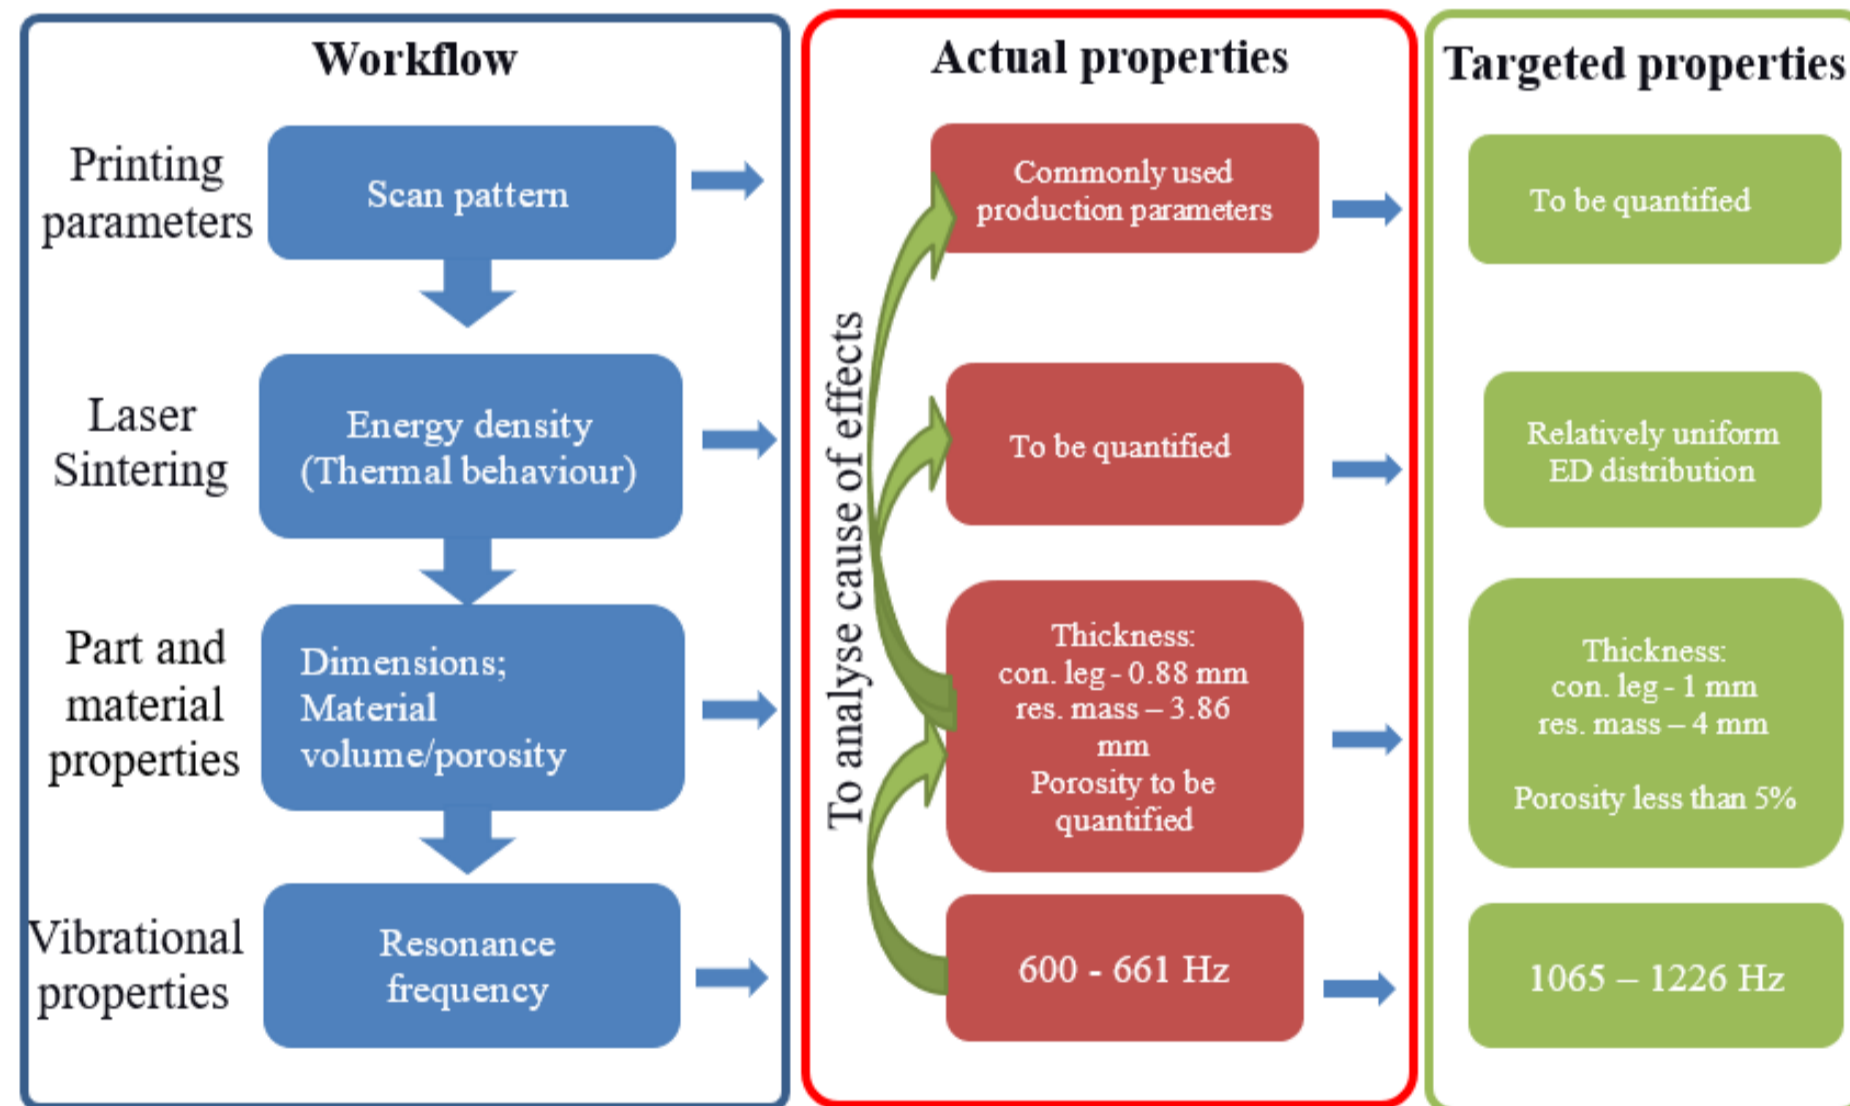 Workflow
Printing
parameters
Scan pattern
Laser
Sintering
Energy density
(Thermal behaviour)
Part and
material
properties
Dimensions;
Material
volume/porosity
Vibrational
properties
Resonance
frequency
Actual properties
To analyse cause of effects
Commonly used
production parameters
To be quantified
Thickness:
con. leg - 0.88 mm
res. mass – 3.86
mm
Porosity to be
quantified
600 - 661 Hz
Targeted properties
To be quantified
Relatively uniform
ED distribution
Thickness:
con. leg - 1 mm
res. mass – 4 mm
Porosity less than 5%
1065 – 1226 Hz